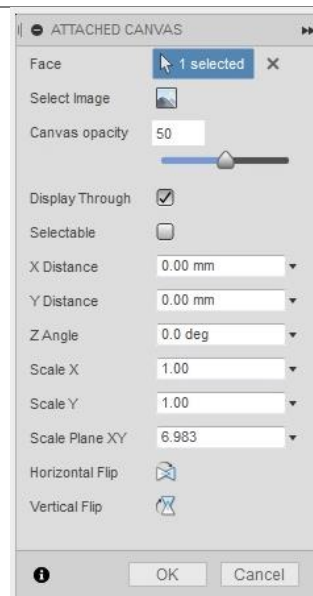 ATTACHED CANVAS
Face 1 selected
Select Image
Canvas opacity 50
Display Through
Selectable
X Distance 0.00 mm
Y Distance 0.00 mm
Z Angle 0.0 deg
Scale X 1.00
Scale Y 1.00
Scale Plane XY 6.983
Horizontal Flip
Vertical Flip
OK Cancel